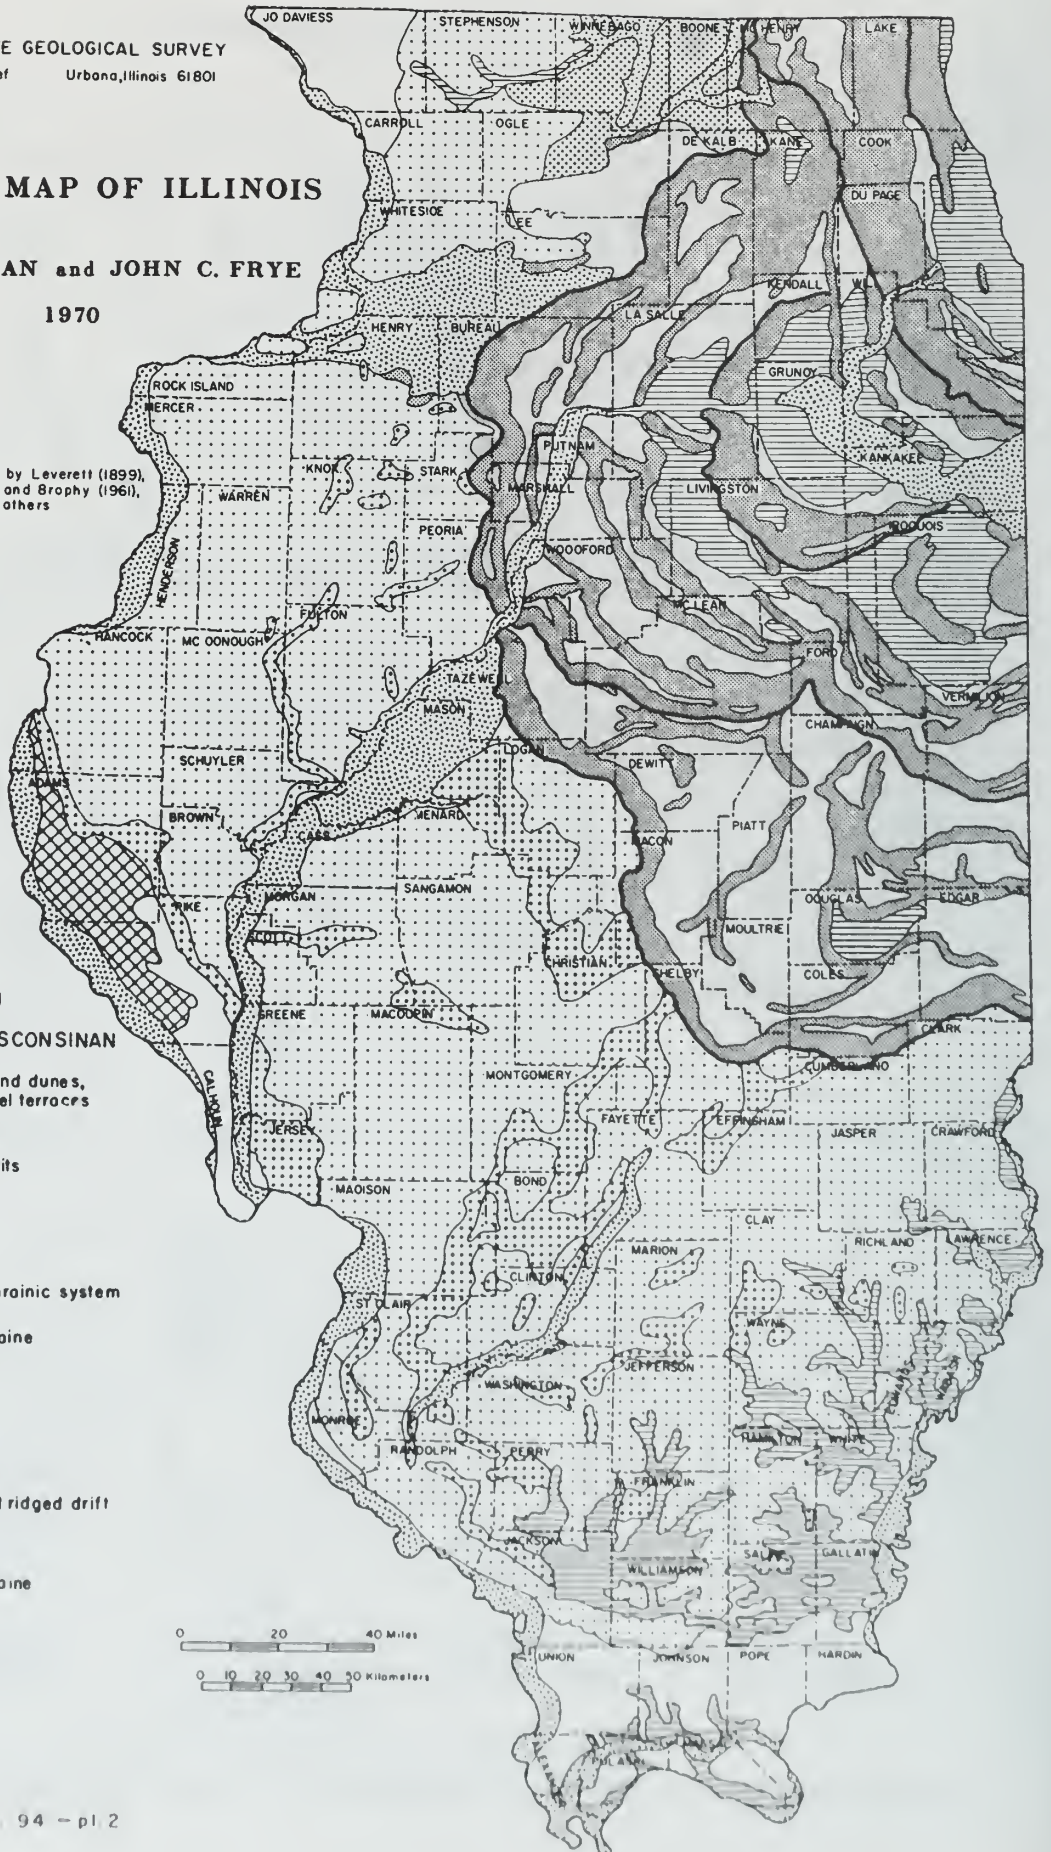 E GEOLOGICAL SURVEY
ef Urbana, Illinois 61801
MAP OF ILLINOIS
AN and JOHN C. FRYE
1970
by Leverett (1899),
and Brophy (1961),
others
SCONSINAN
nd dunes,
el terraces
its
rainic system
aine
t ridged drift
aine
0 20 40 Miles
0 10 20 30 40 50 Kilometers
94 - pl. 2
JO DAVIESS
STEPHENSON
WINNEBAGO
BOONE
MC HENRY
LAKE
CARROLL
OGLE
DE KALB
KANE
COOK
DU PAGE
WHITESIDE
LEE
KENDALL
WILL
HENRY
BUREAU
LA SALLE
GRUNDY
ROCK ISLAND
MERCER
PUTNAM
KANKAKEE
KNOX
STARK
MARSHALL
LIVINGSTON
WARREN
PEORIA
IROQUOIS
HENDERSON
WOODFORD
FULTON
MC LEAN
HANCOCK
MC DONOUGH
FORD
TAZEWELL
VERMILION
MASON
CHAMPAIGN
LOGAN
SCHUYLER
DEWITT
ADAMS
BROWN
CASS
MENARD
PIATT
MACON
SANGAMON
MORGAN
PIKE
DOUGLAS
EDGAR
SCOTT
MOULTRIE
CHRISTIAN
SHELBY
COLES
GREENE
MACOUPIN
CLARK
CUMBERLAND
MONTGOMERY
CALHOUN
FAYETTE
EFFINGHAM
JERSEY
JASPER
CRAWFORD
BOND
MADISON
CLAY
RICHLAND
LAWRENCE
MARION
CLINTON
ST CLAIR
WAYNE
JEFFERSON
EDWARDS
WABASH
WASHINGTON
MONROE
RANDOLPH
PERRY
HAMILTON
WHITE
FRANKLIN
JACKSON
WILLIAMSON
SALINE
GALLATIN
UNION
JOHNSON
POPE
HARDIN
PULASKI
ALEXANDER